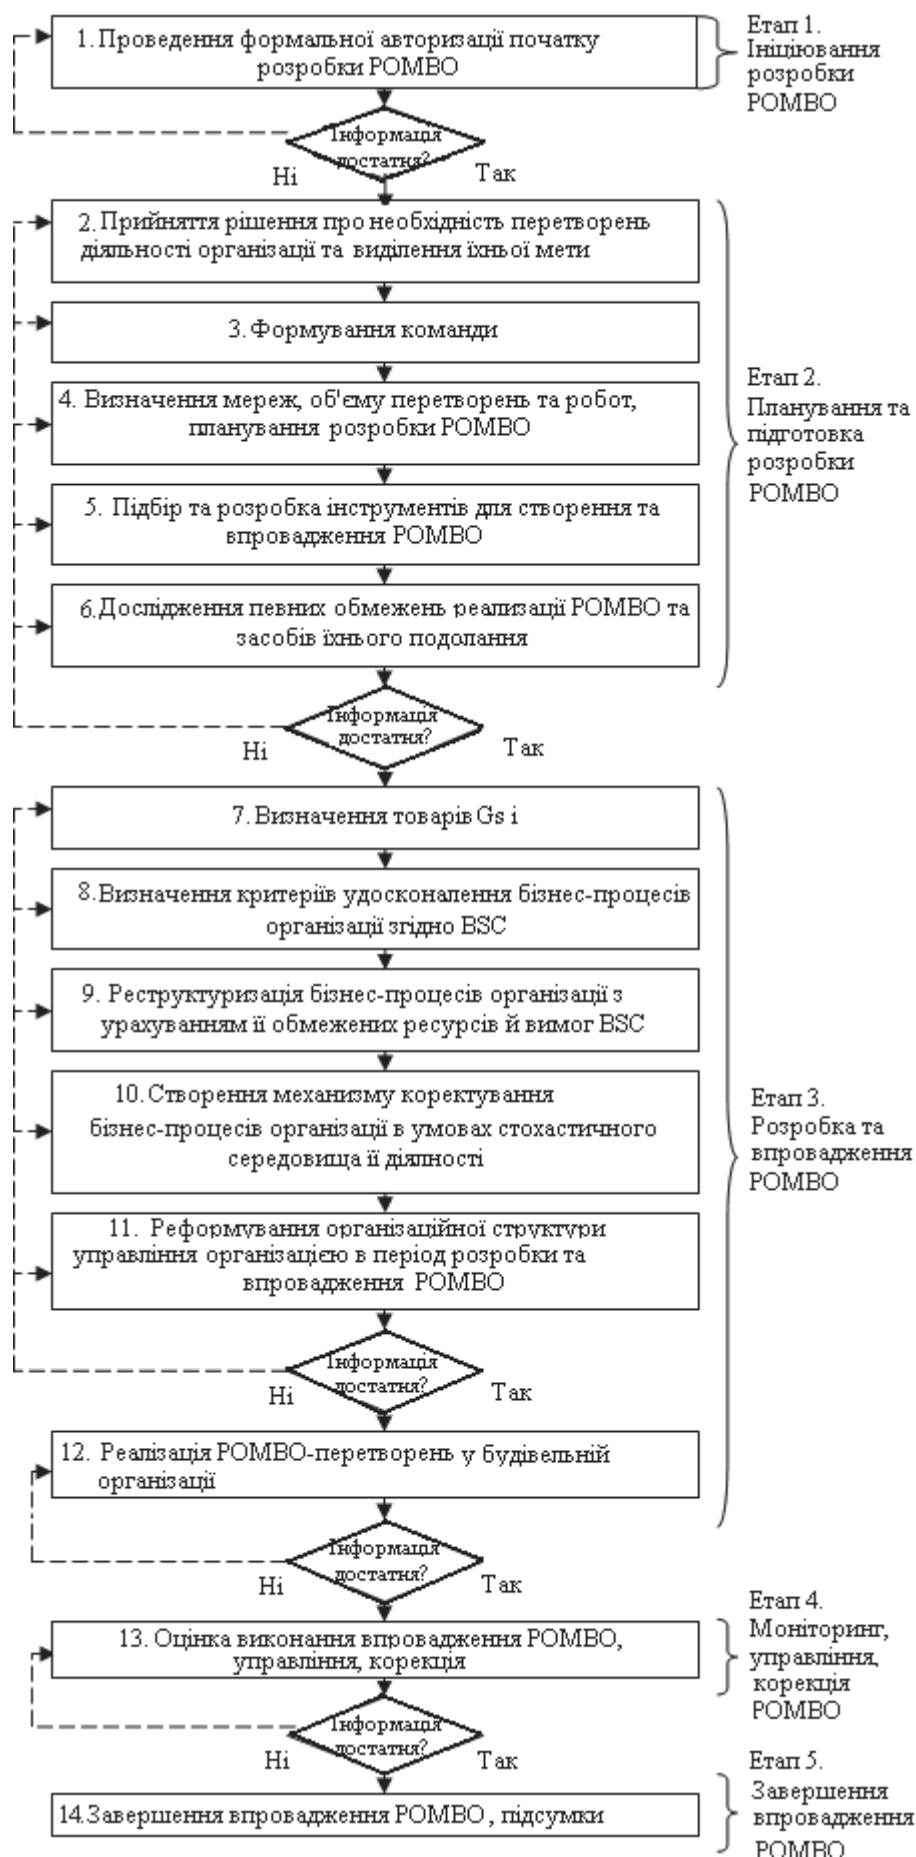 1. Проведення формальної авторизації початку
розробки РОМВО
Етап 1.
Ініціювання
розробки
РОМВО
Інформація
достатня?
Ні
Так
2. Прийняття рішення про необхідність перетворень
діяльності організації та виділення їхньої мети
3. Формування команди
4. Визначення мереж, об'єму перетворень та робот,
планування розробки РОМВО
5. Підбір та розробка інструментів для створення та
впровадження РОМВО
6. Дослідження певних обмежень реализації РОМВО та
засобів їхнього подолання
Етап 2.
Планування та
підготовка
розробки
РОМВО
Інформація
достатня?
Ні
Так
7. Визначення товарів Gs i
8. Визначення критеріїв удосконалення бізнес-процесів
організації згідно BSC
9. Реструктуризація бізнес-процесів організації з
урахуванням її обмежених ресурсів й вимог BSC
10. Створення механизму коректування
бізнес-процесів організації в умовах стохастичного
середовища її діялності
11. Реформування організаційної структури
управління організацією в період розробки та
впровадження РОМВО
Етап 3.
Розробка та
впровадження
РОМВО
Інформація
достатня?
Ні
Так
12. Реалізація РОМВО-перетворень у будівельній
організації
Інформація
достатня?
Ні
Так
13. Оцінка виконання впровадження РОМВО,
управління, корекція
Етап 4.
Моніторинг,
управління,
корекція
РОМВО
Інформація
достатня?
Ні
Так
14. Завершення впровадження РОМВО , підсумки
Етап 5.
Завершення
впровадження
РОМВО